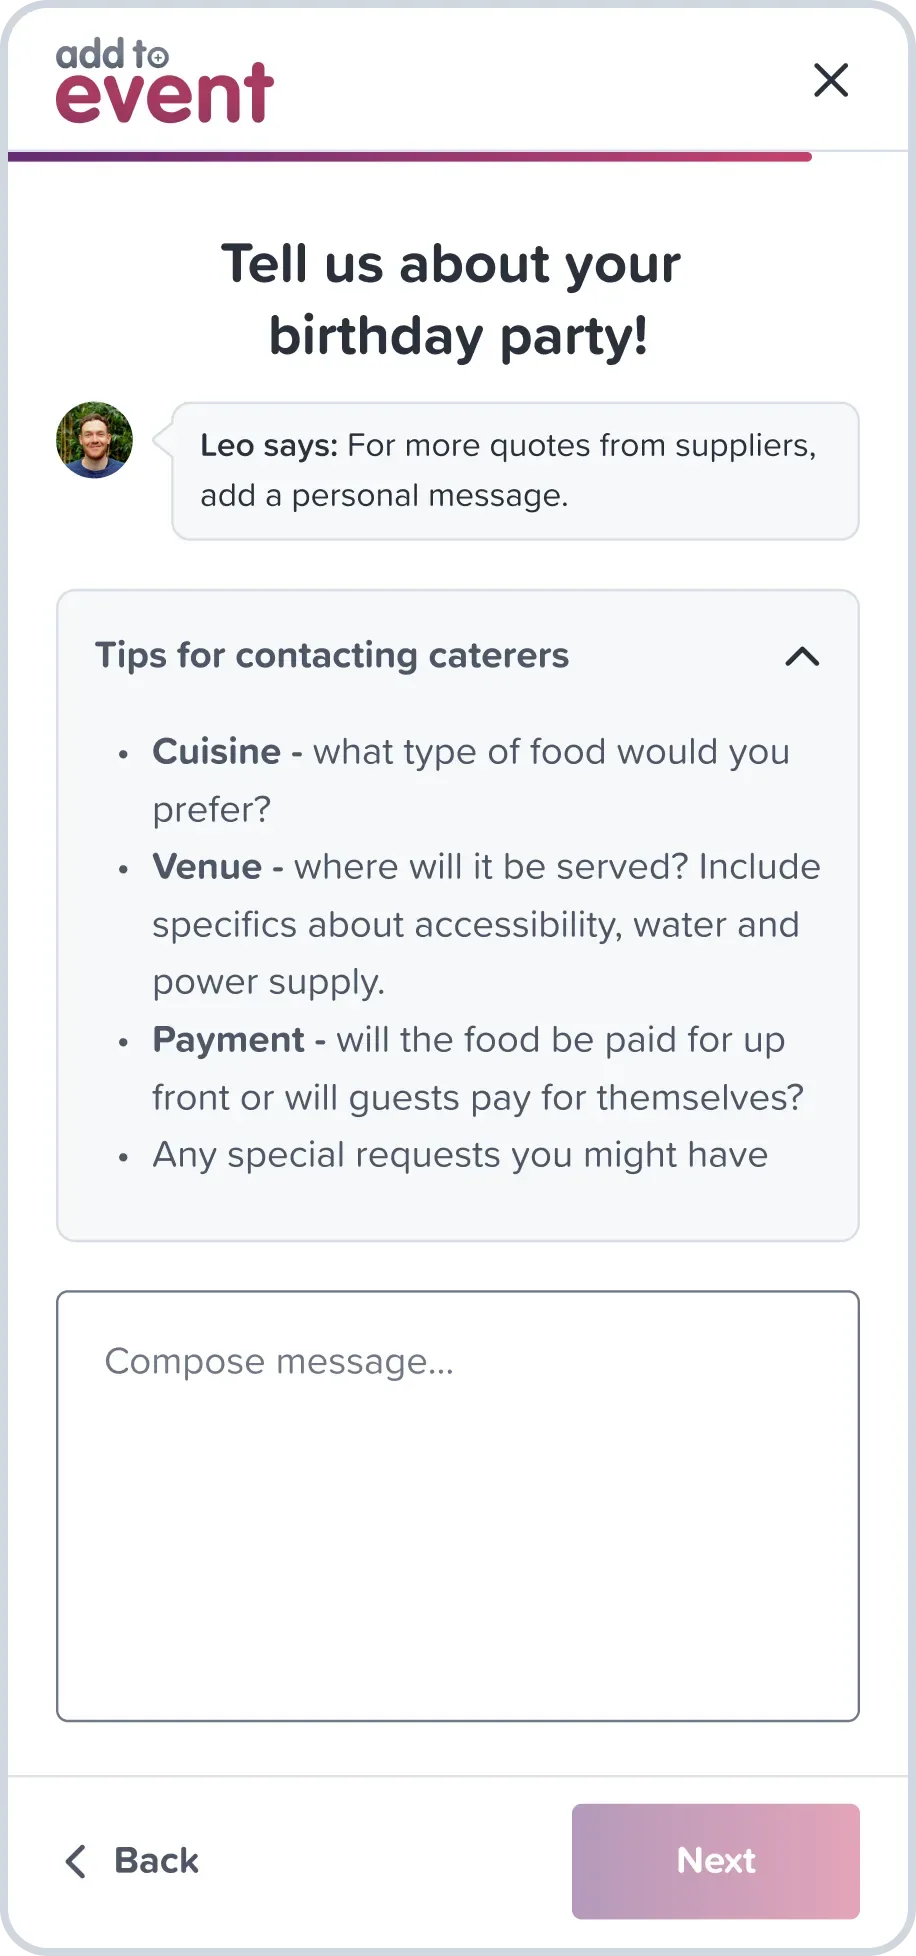 add to
event
Tell us about your
birthday party!
Leo says: For more quotes from suppliers,
add a personal message.
Tips for contacting caterers
• Cuisine - what type of food would you
prefer?
• Venue - where will it be served? Include
specifics about accessibility, water and
power supply.
• Payment - will the food be paid for up
front or will guests pay for themselves?
• Any special requests you might have
Compose message...
Back
Next